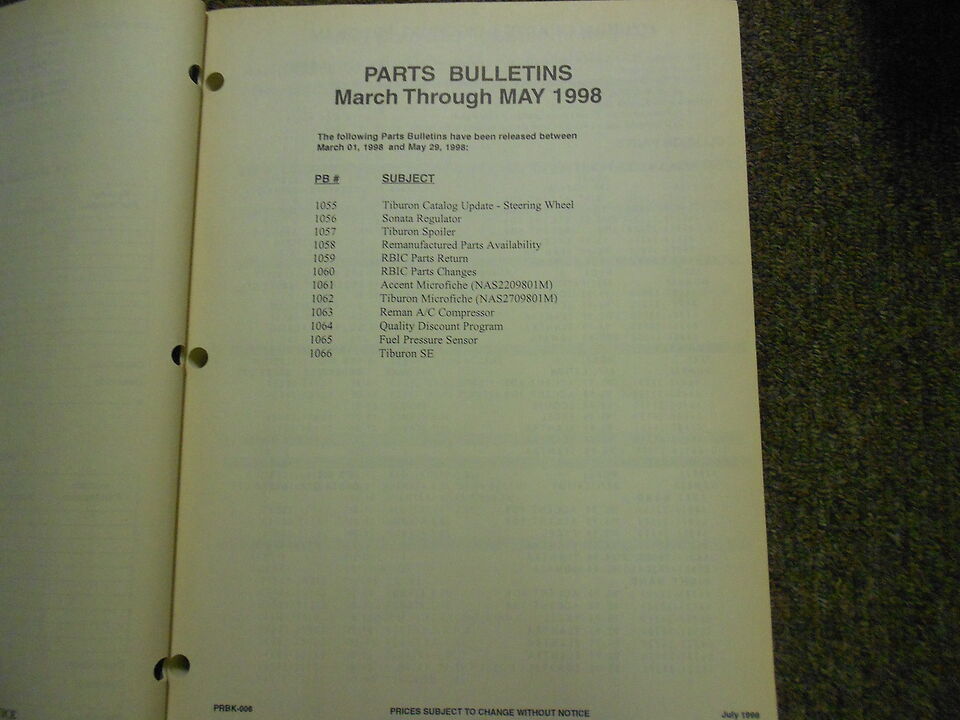 PARTS BULLETINS
March Through MAY 1998
The following Parts Bulletins have been released between
March 01, 1998 and May 29, 1998:
PB # SUBJECT
1055 Tiburon Catalog Update - Steering Wheel
1056 Sonata Regulator
1057 Tiburon Spoiler
1058 Remanufactured Parts Availability
1059 RBIC Parts Return
1060 RBIC Parts Changes
1061 Accent Microfiche (NAS2209801M)
1062 Tiburon Microfiche (NAS2709801M)
1063 Reman A/C Compressor
1064 Quality Discount Program
1065 Fuel Pressure Sensor
1066 Tiburon SE
PRBK-006 PRICES SUBJECT TO CHANGE WITHOUT NOTICE July 1998